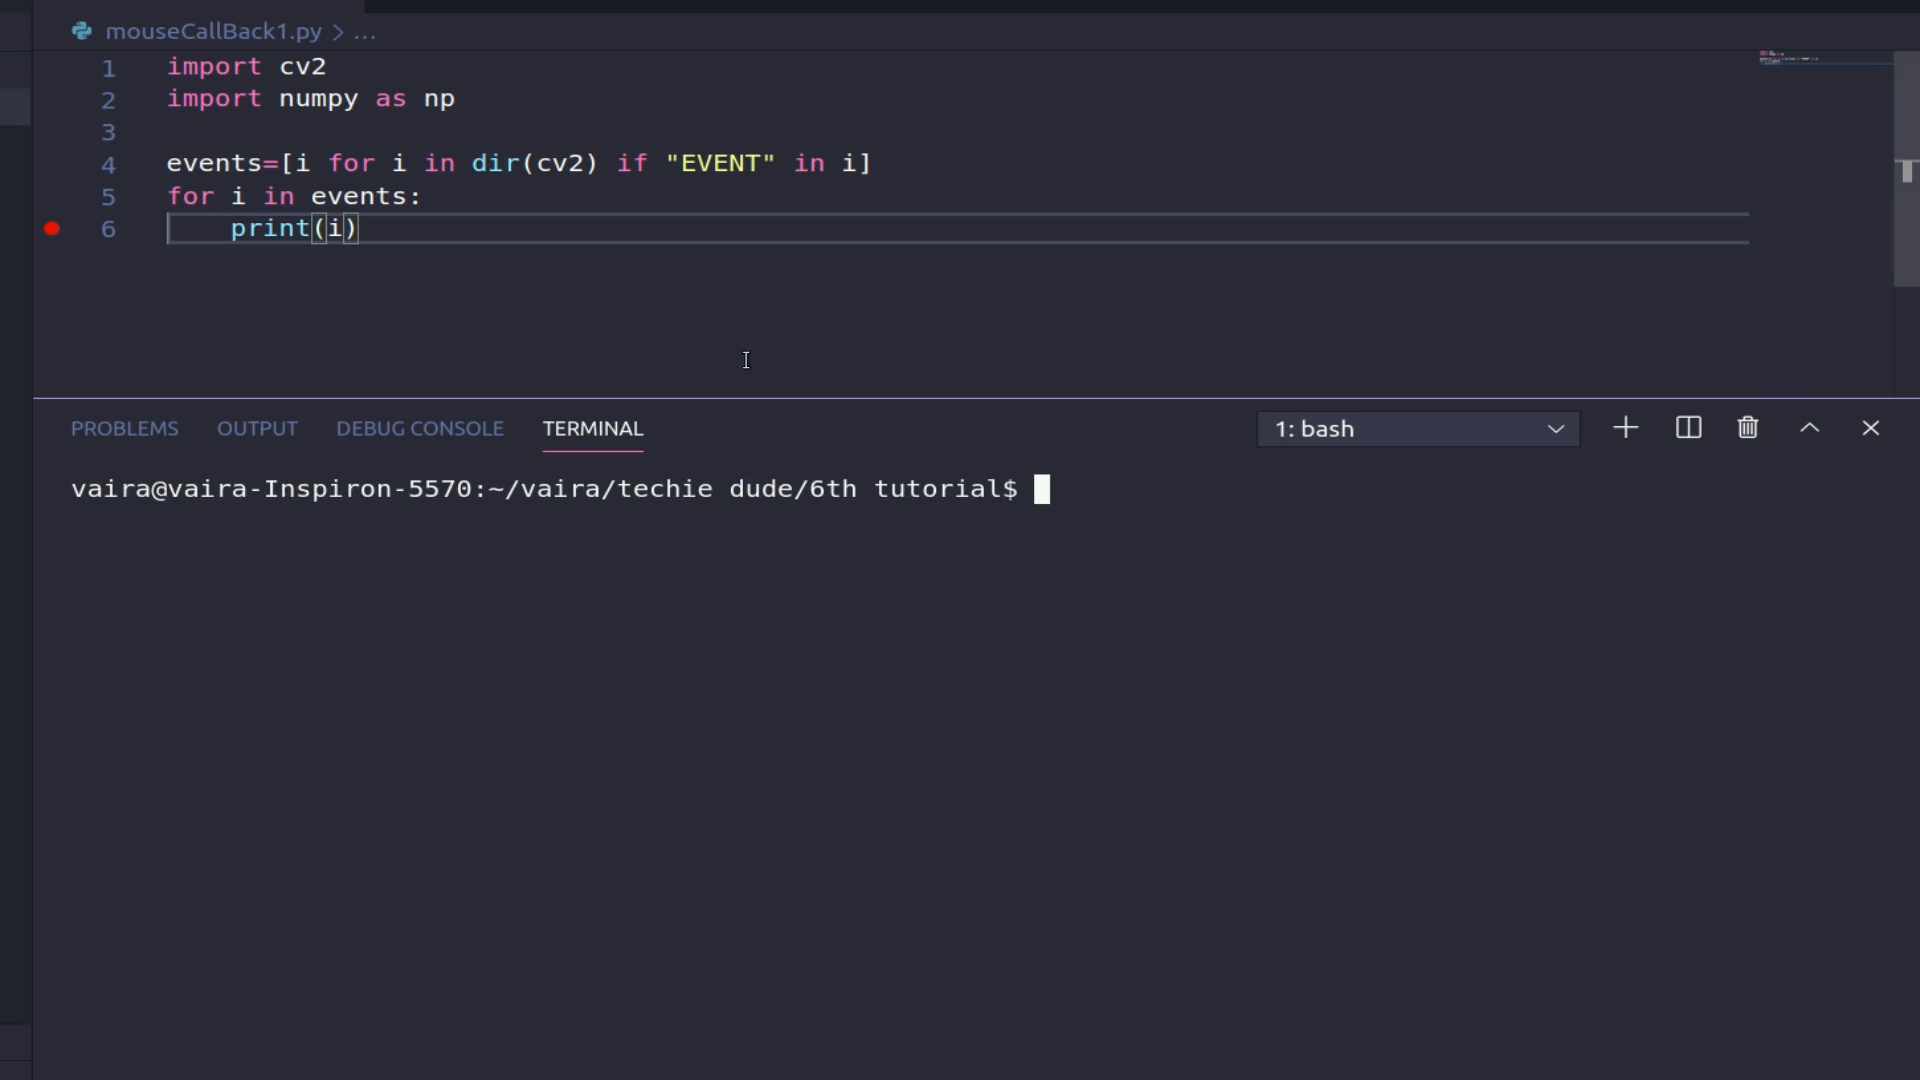 mouseCallBack1.py > ...
1 import cv2
2 import numpy as np
3
4 events=[i for i in dir(cv2) if "EVENT" in i]
5 for i in events:
6     print(i)
PROBLEMS OUTPUT DEBUG CONSOLE TERMINAL 1: bash
vaira@vaira-Inspiron-5570:~/vaira/techie dude/6th tutorial$